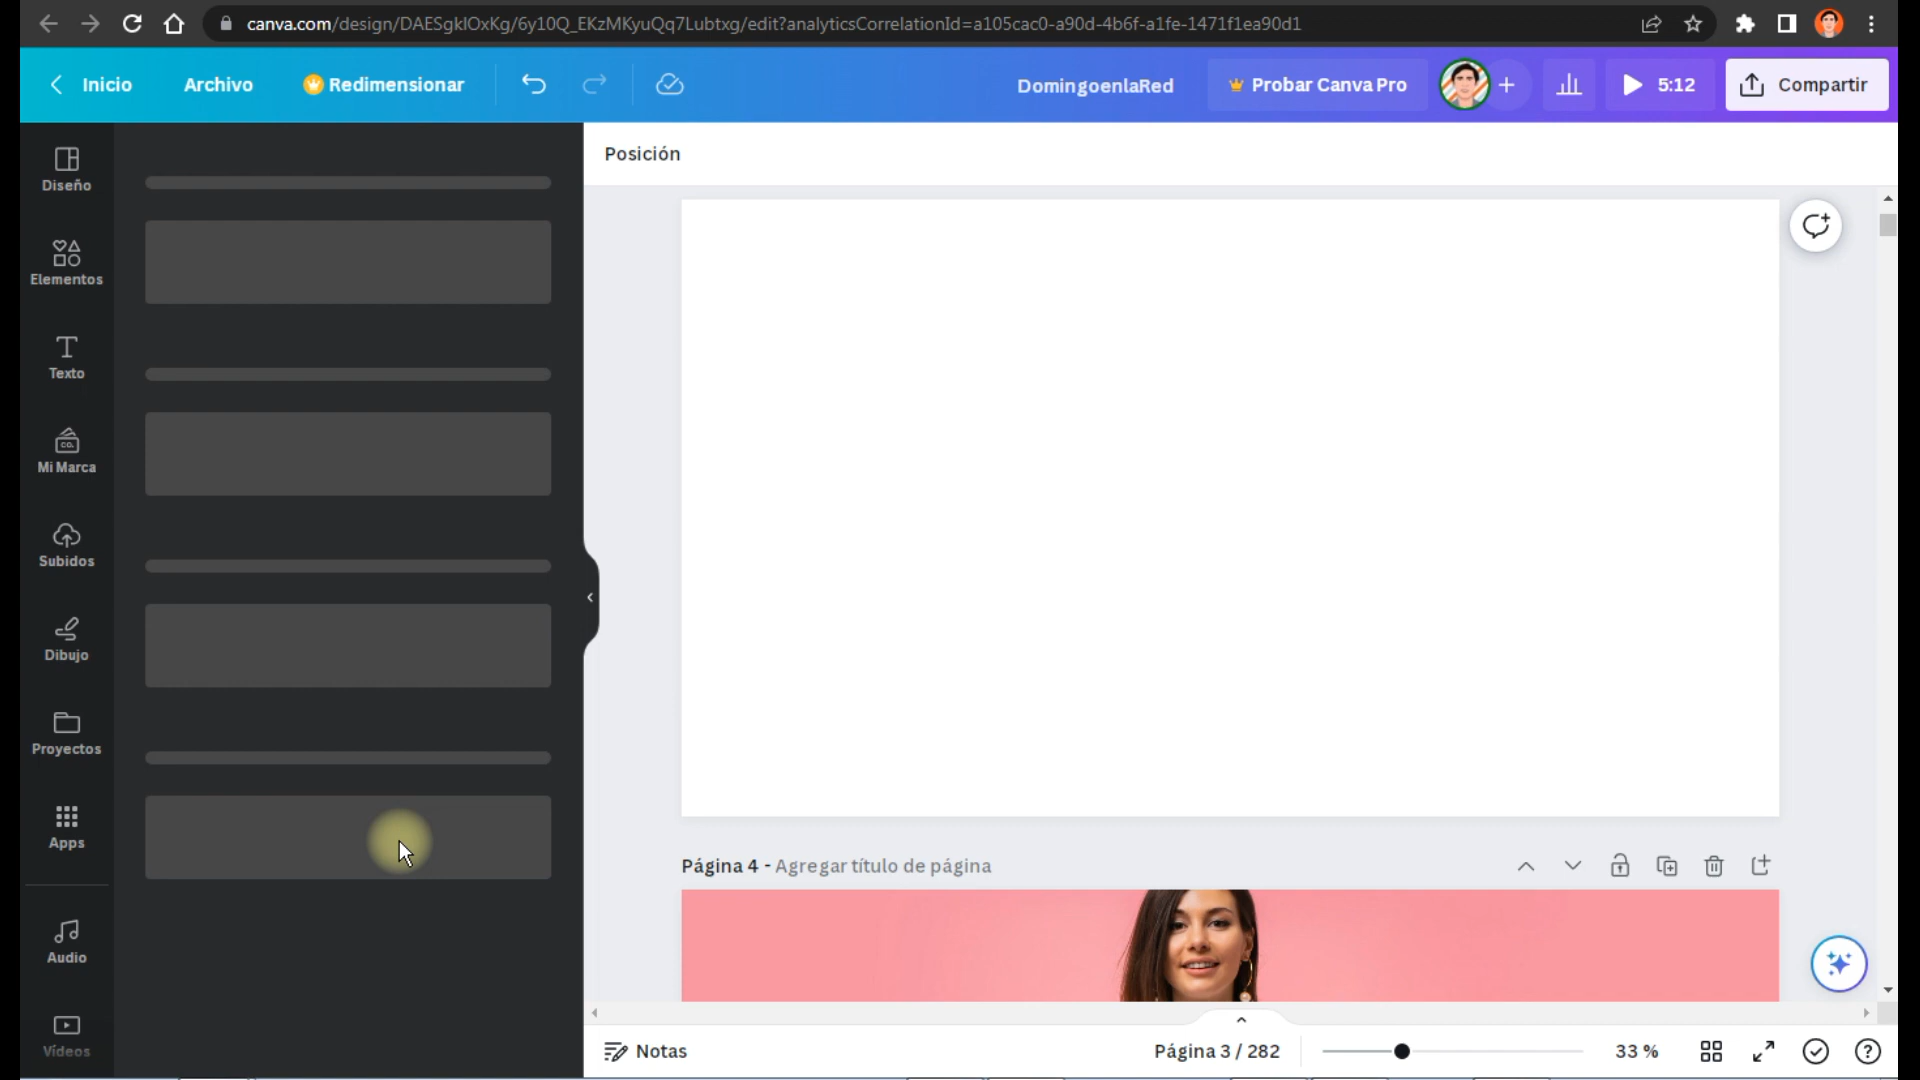 canva.com/design/DAESgkIOxKg/6y10Q_EKzMKyuQq7Lubtxg/edit?analyticsCorrelationId=a105cac0-a90d-4b6f-a1fe-1471f1ea90d1
Inicio
Archivo
Redimensionar
DomingoenlaRed
Probar Canva Pro
5:12
Compartir
Diseño
Elementos
Texto
CO.
Mi Marca
Subidos
Dibujo
Proyectos
Apps
Audio
Vídeos
Posición
Página 4 - Agregar título de página
Notas
Página 3 / 282
33 %